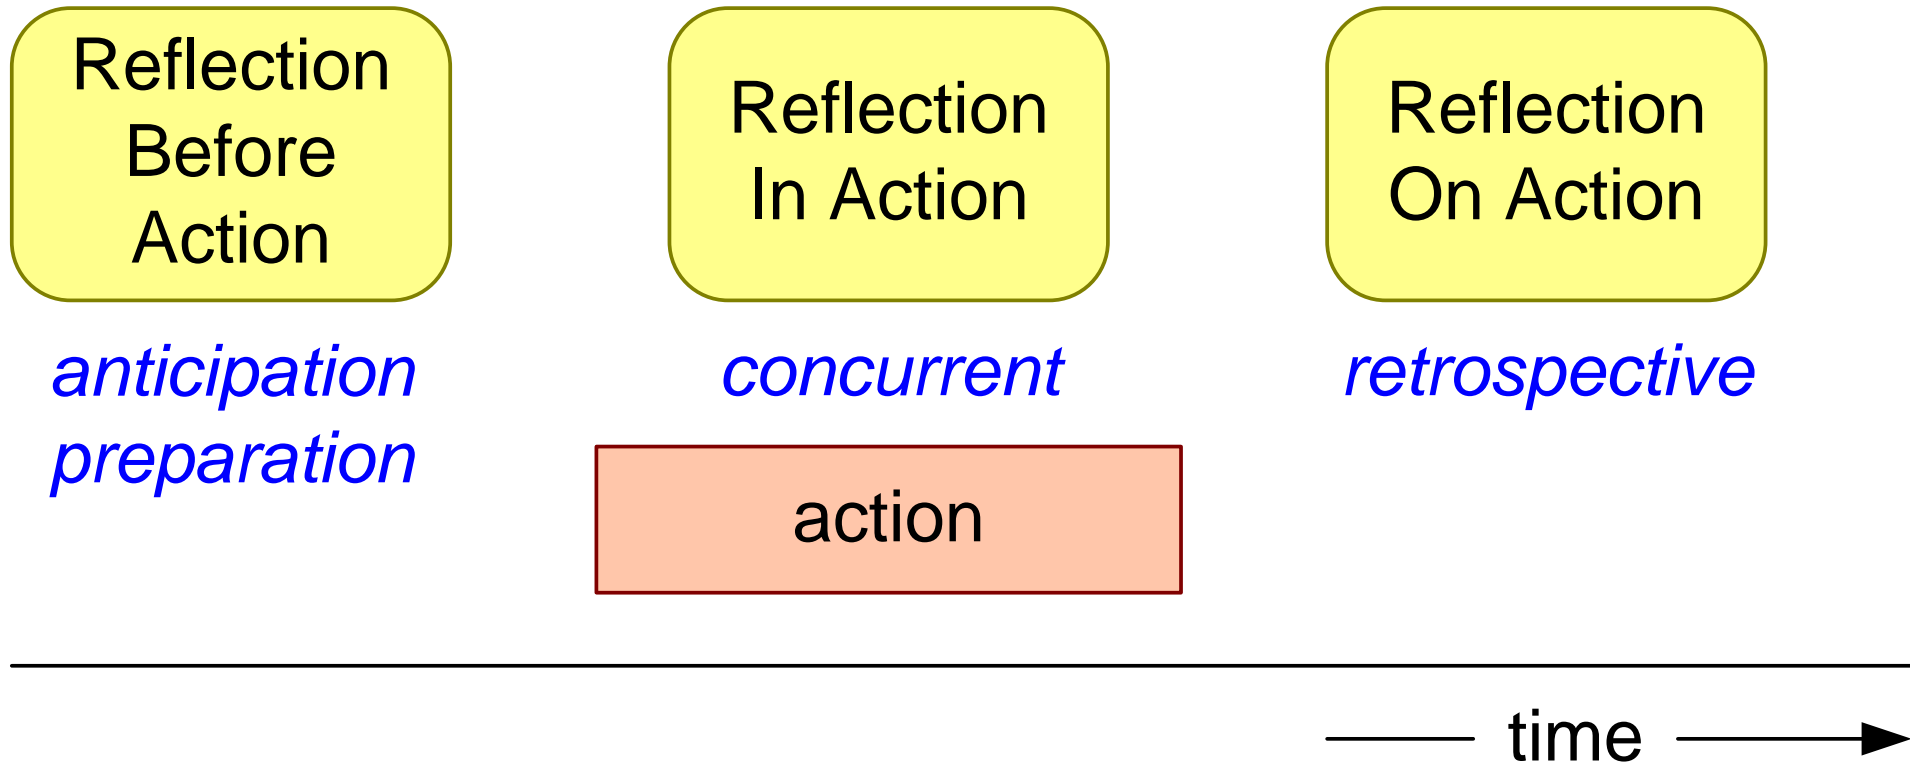 Reflection
Before
Action
Reflection
In Action
Reflection
On Action
anticipation
preparation
concurrent
retrospective
action
time